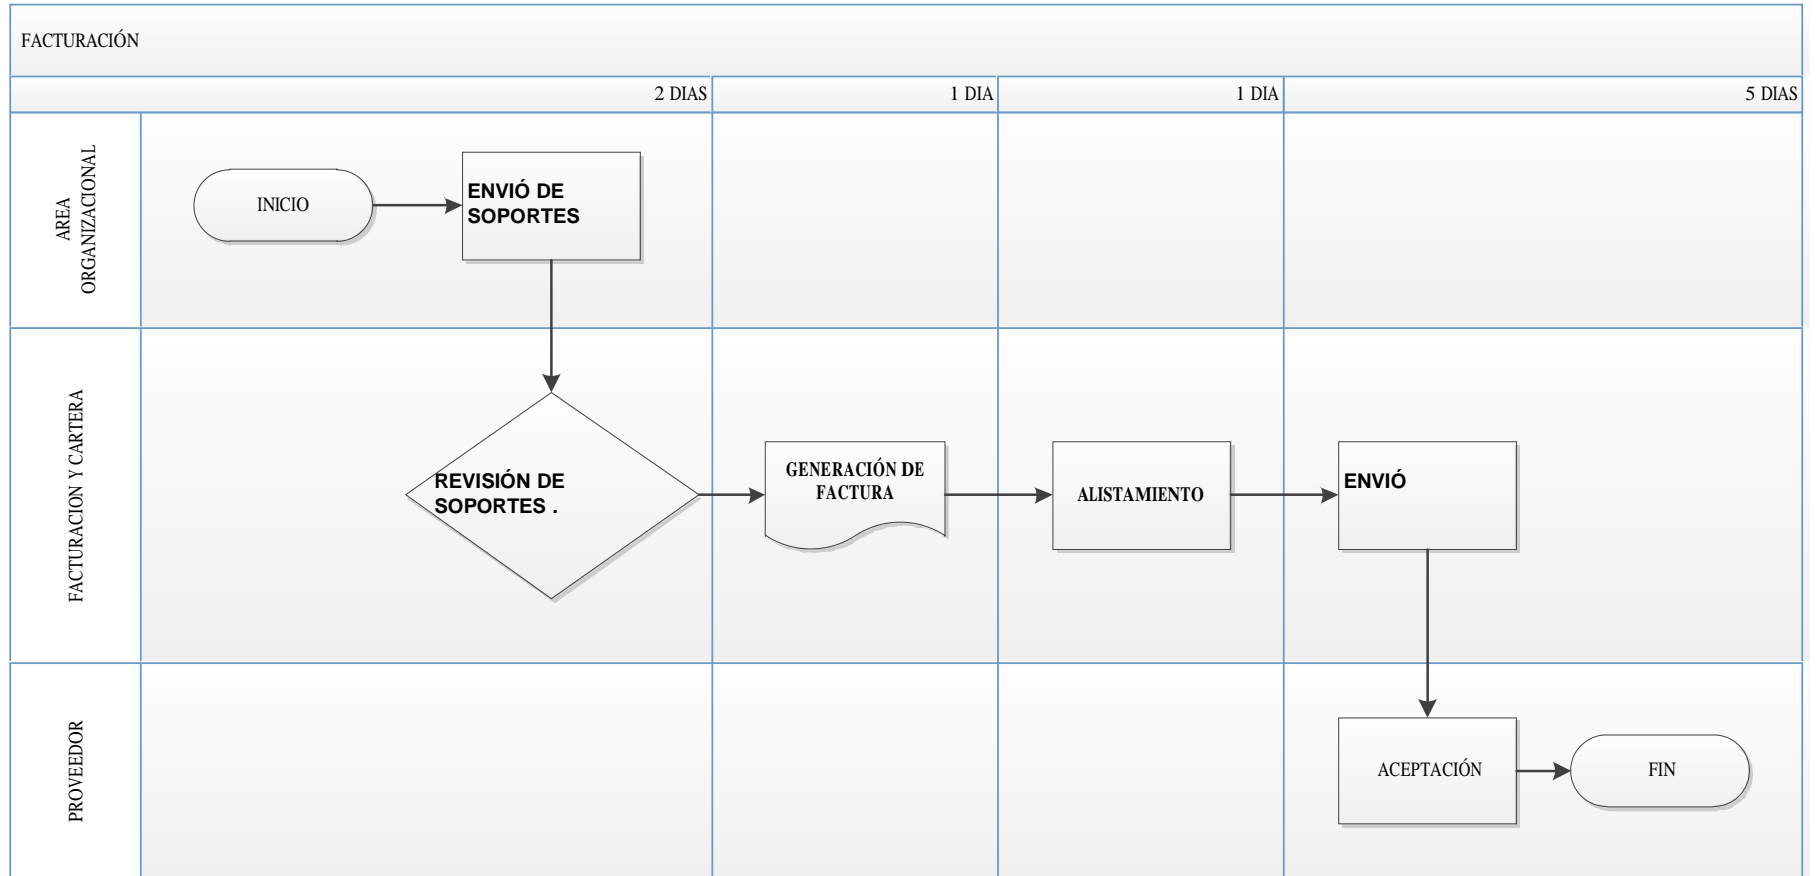 FACTURACIÓN
2 DIAS
1 DIA
1 DIA
5 DIAS
AREA
ORGANIZACIONAL
INICIO
ENVIÓ DE
SOPORTES
FACTURACION Y CARTERA
REVISIÓN DE
SOPORTES .
GENERACIÓN DE
FACTURA
ALISTAMIENTO
ENVIÓ
PROVEEDOR
ACEPTACIÓN
FIN